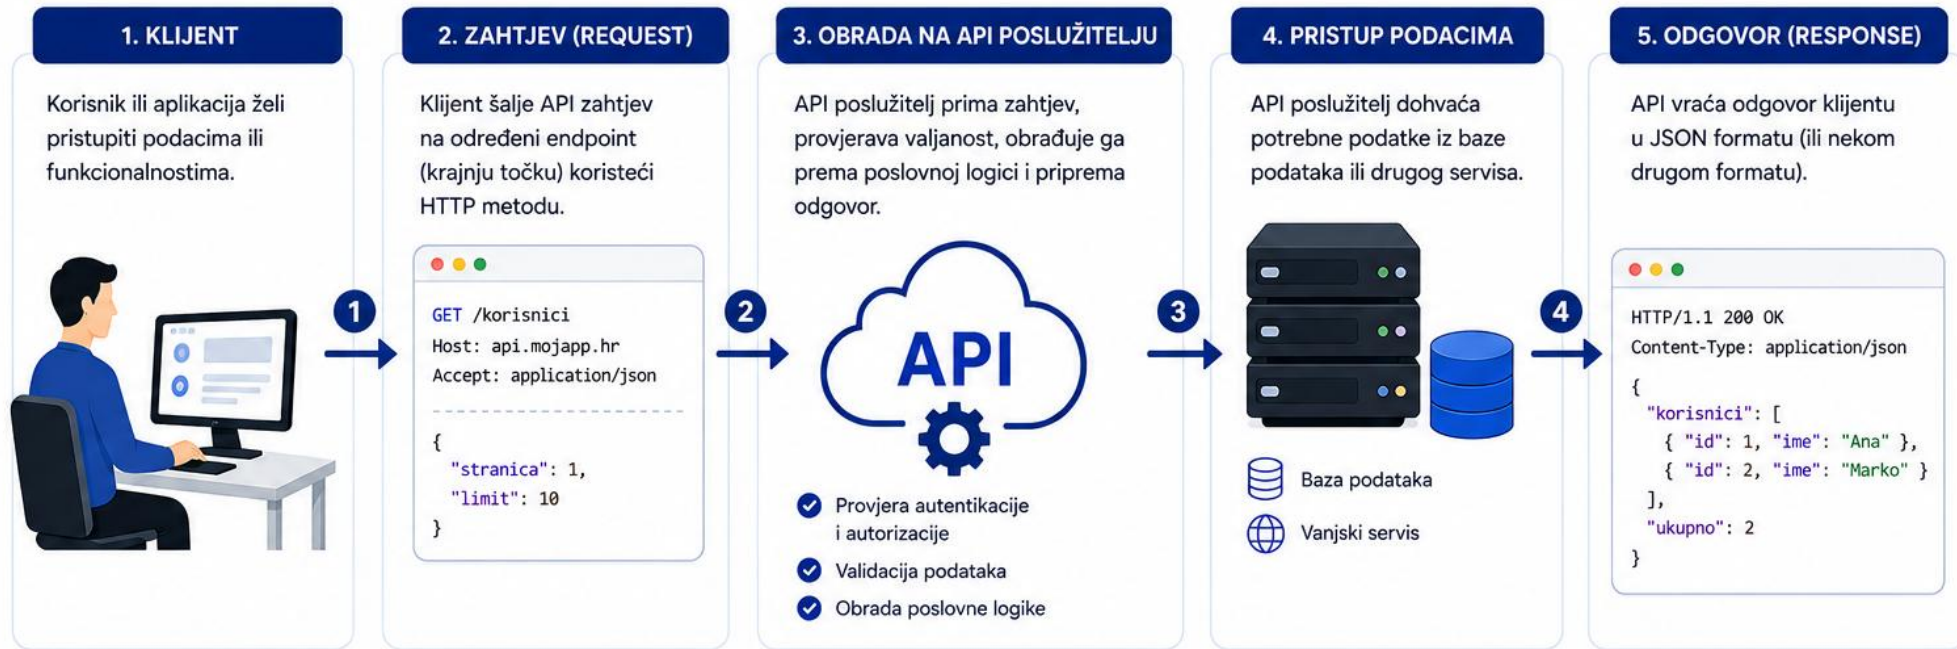 1. KLIJENT
Korisnik ili aplikacija želi
pristupiti podacima ili
funkcionalnostima.
1
2. ZAHTJEV (REQUEST)
Klijent šalje API zahtjev
na određeni endpoint
(krajnju točku) koristeći
HTTP metodu.
GET /korisnici
Host: api.mojapp.hr
Accept: application/json
{
"stranica": 1,
"limit": 10
}
2
3. OBRADA NA API POSLUŽITELJU
API poslužitelj prima zahtjev,
provjerava valjanost, obrađuje ga
prema poslovnoj logici i priprema
odgovor.
API
Provjera autentikacije
i autorizacije
Validacija podataka
Obrada poslovne logike
3
4. PRISTUP PODACIMA
API poslužitelj dohvaća
potrebne podatke iz baze
podataka ili drugog servisa.
Baza podataka
Vanjski servis
4
5. ODGOVOR (RESPONSE)
API vraća odgovor klijentu
u JSON formatu (ili nekom
drugom formatu).
HTTP/1.1 200 OK
Content-Type: application/json
{
"korisnici": [
{ "id": 1, "ime": "Ana" },
{ "id": 2, "ime": "Marko" }
],
"ukupno": 2
}